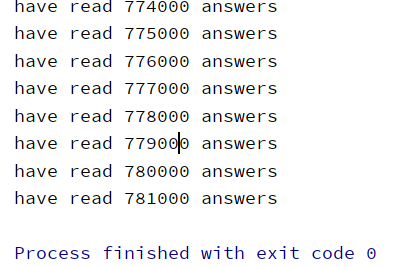 have read 774000 answers
have read 775000 answers
have read 776000 answers
have read 777000 answers
have read 778000 answers
have read 779000 answers
have read 780000 answers
have read 781000 answers
Process finished with exit code 0